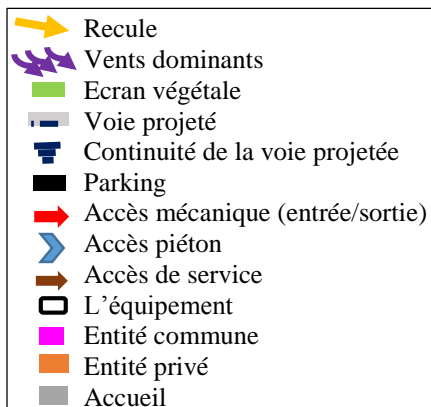 Recule
Vents dominants
Ecran végétale
Voie projeté
Continuité de la voie projetée
Parking
Accès mécanique (entrée/sortie)
Accès piéton
Accès de service
L’équipement
Entité commune
Entité privé
Accueil